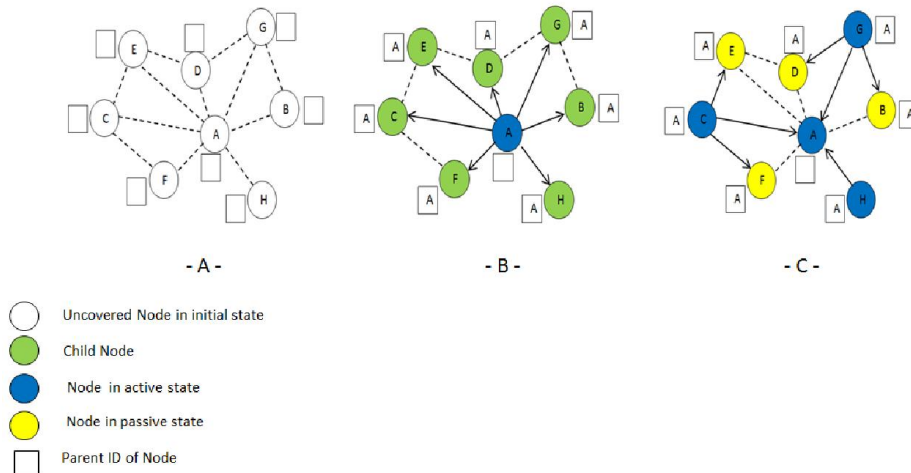 G
E
D
C
B
A
F
H
- A -
G A
A E
A
D
A C
B A
A
F
A
A H
- B -
G A
A E
A
D
A C
B A
A
F
A
A H
- C -
Uncovered Node in initial state
Child Node
Node in active state
Node in passive state
Parent ID of Node